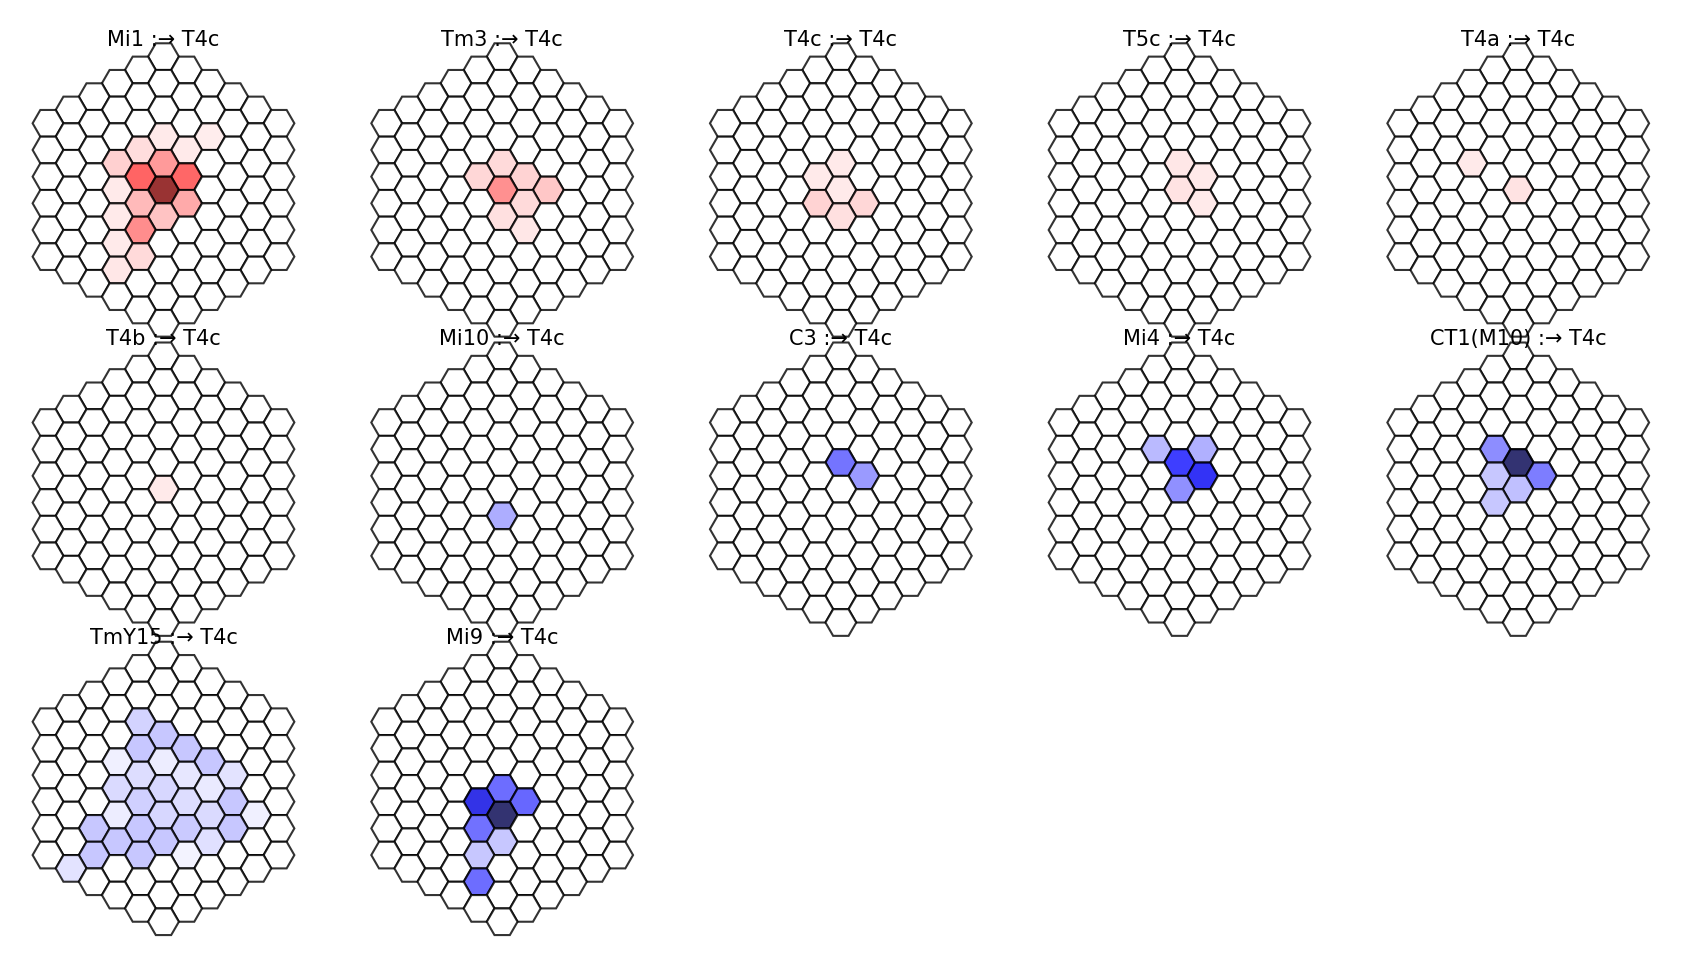 Mi1 :→ T4c
Tm3 :→ T4c
T4c :→ T4c
T5c :→ T4c
T4a :→ T4c
T4b :→ T4c
Mi10 :→ T4c
C3 :→ T4c
Mi4 :→ T4c
CT1(M10) :→ T4c
TmY15 :→ T4c
Mi9 :→ T4c